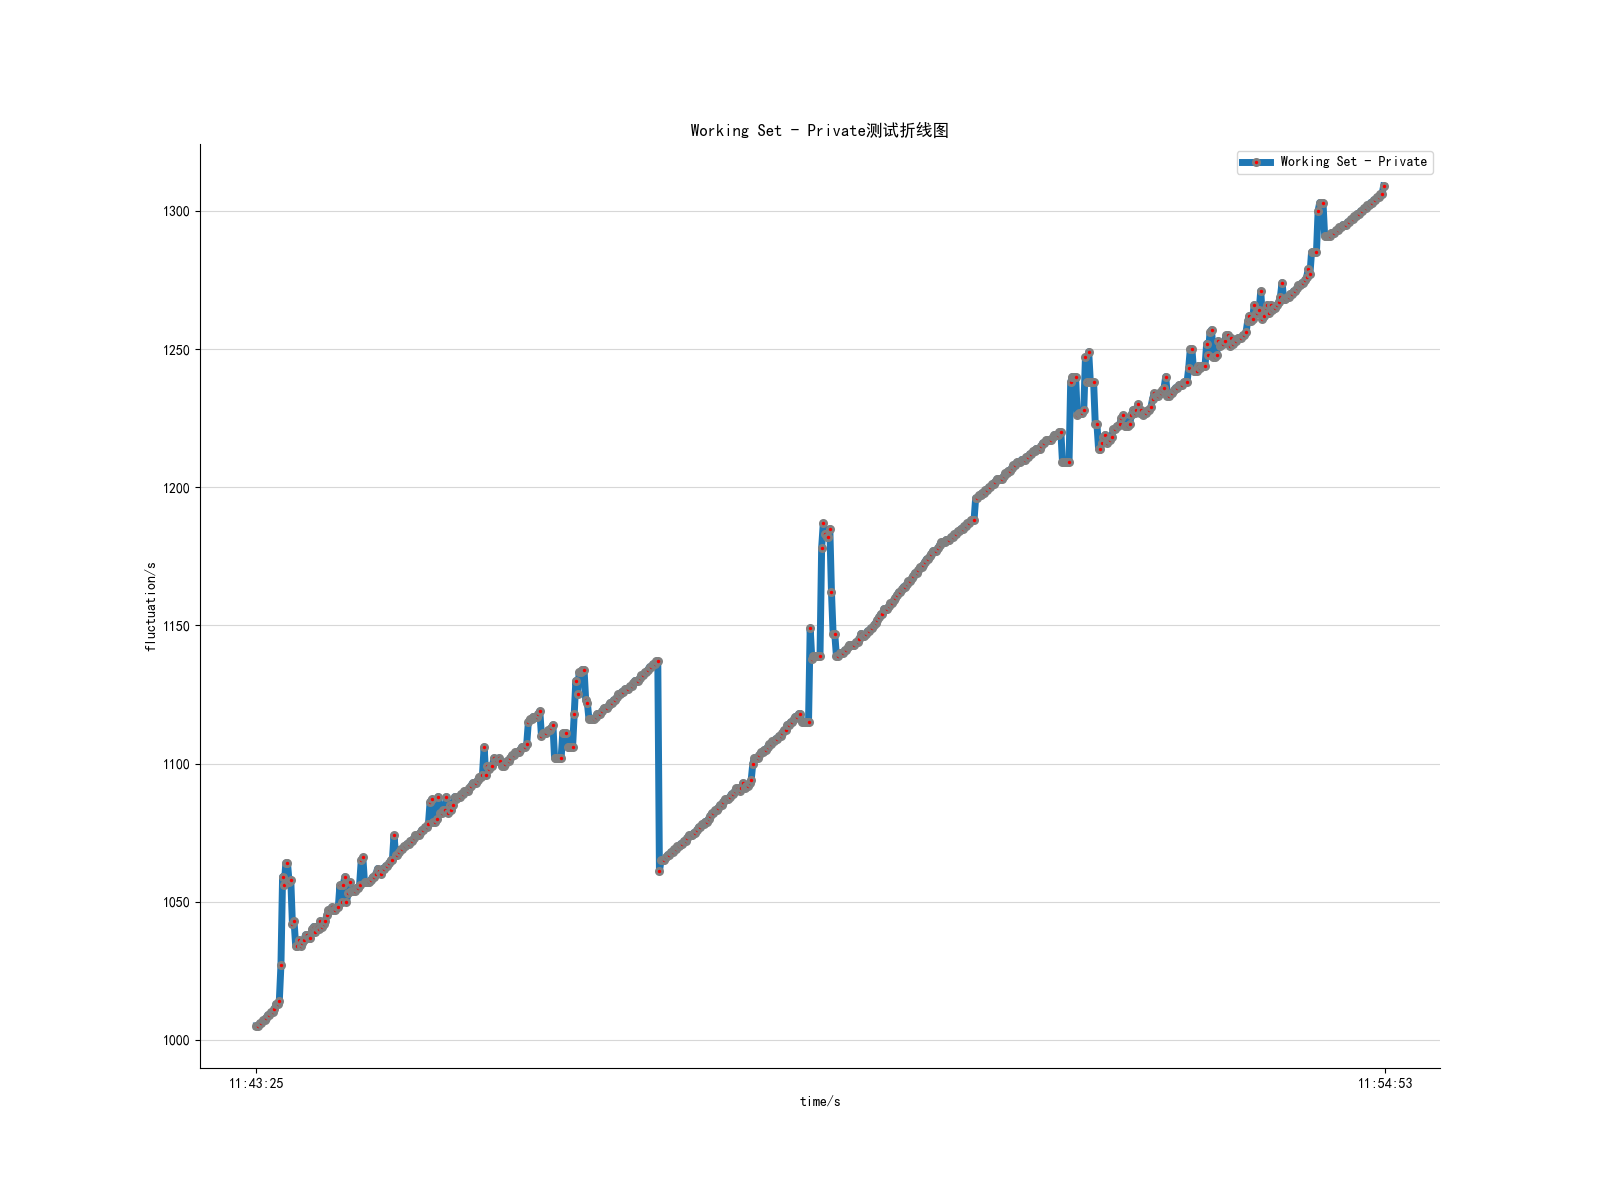 Working Set - Private测试折线图
Working Set - Private
1300
1250
1200
1150
1100
1050
1000
fluctuation/s
11:43:25
11:54:53
time/s